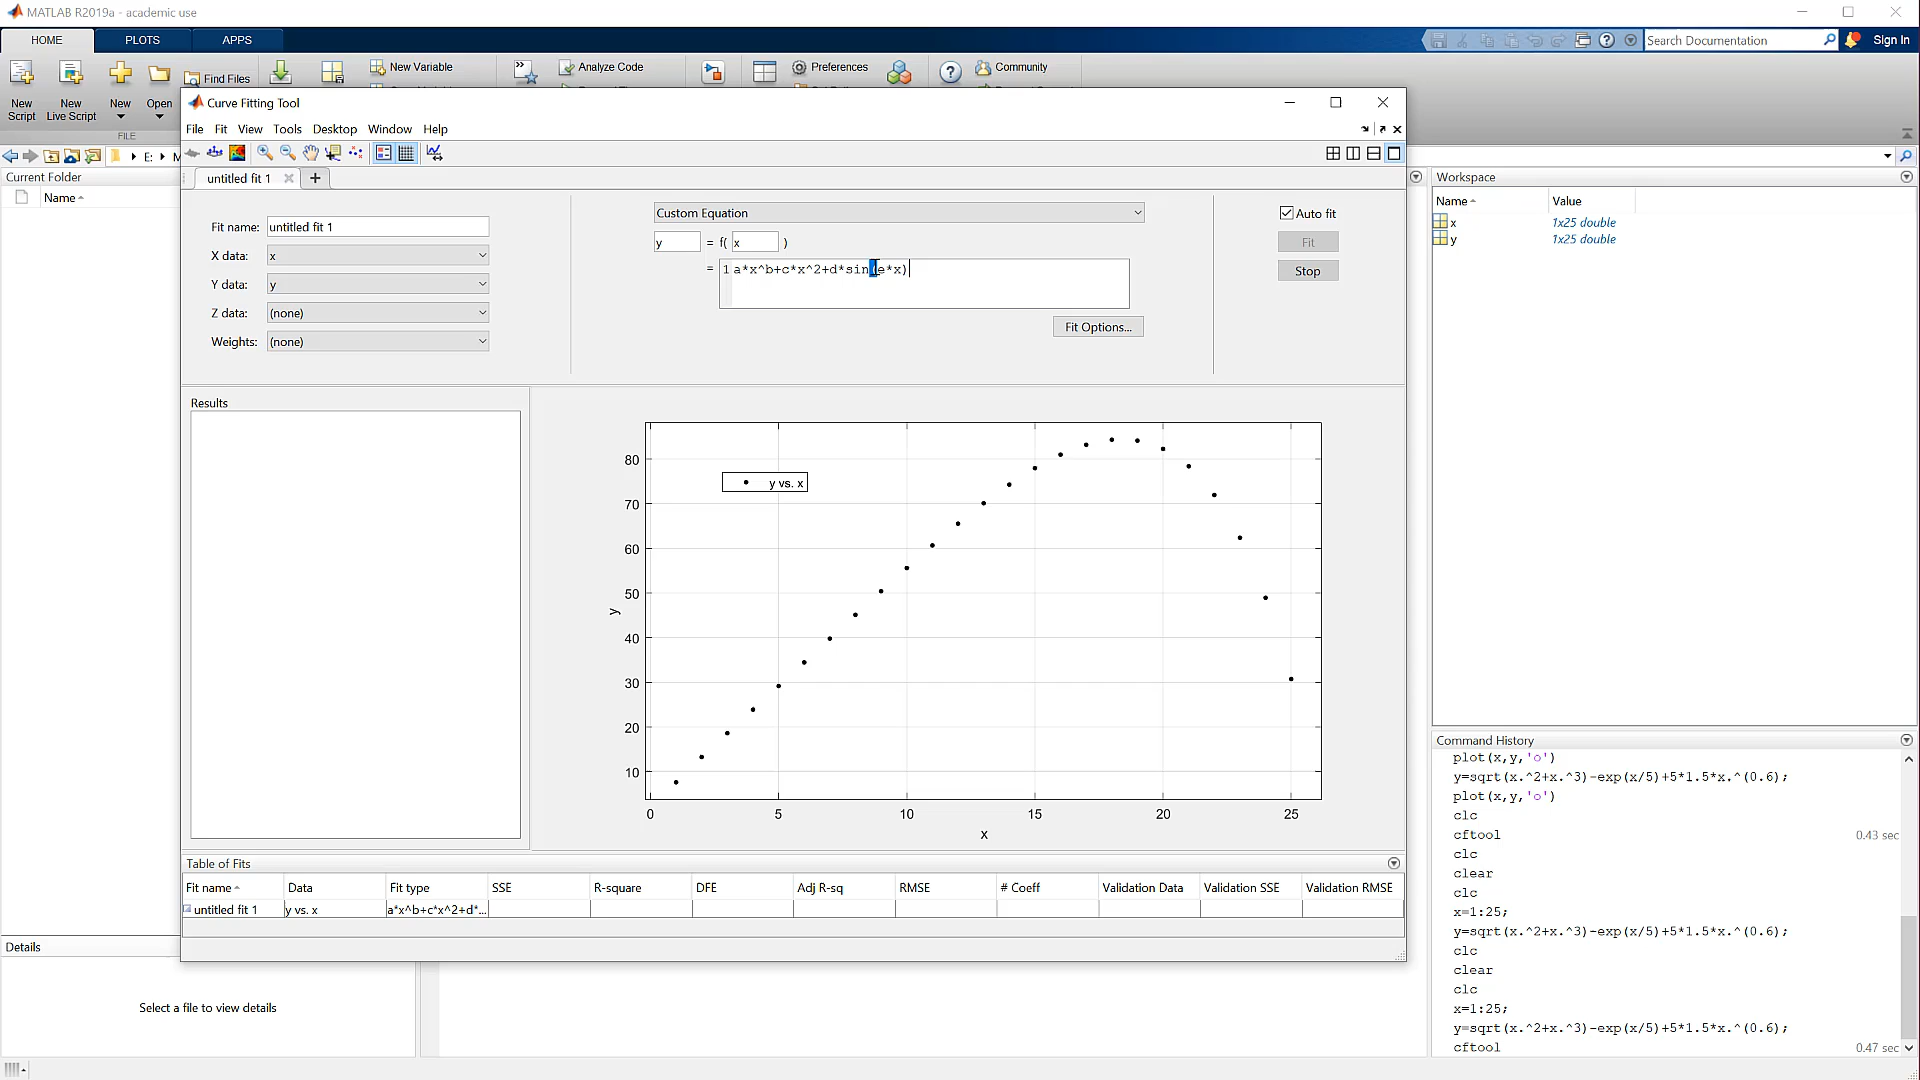 MATLAB R2019a - academic use
HOME PLOTS APPS
Search Documentation Sign In
New Script
New Live Script
New
Open
Find Files
New Variable
Analyze Code
Preferences
Community
FILE
E:
Current Folder
Name
Curve Fitting Tool
File Fit View Tools Desktop Window Help
untitled fit 1
Fit name: untitled fit 1
X data: x
Y data: y
Z data: (none)
Weights: (none)
Custom Equation
y = f( x )
= 1 a*x^b+c*x^2+d*sin(e*x)
Fit Options...
Auto fit
Fit
Stop
Results
y vs. x
80
70
60
50
40
30
20
10
y
0 5 10 15 20 25
x
Table of Fits
Fit name Data Fit type SSE R-square DFE Adj R-sq RMSE # Coeff Validation Data Validation SSE Validation RMSE
untitled fit 1 y vs. x a*x^b+c*x^2+d*...
Details
Select a file to view details
Workspace
Name Value
x 1x25 double
y 1x25 double
Command History
plot(x,y,'o')
y=sqrt(x.^2+x.^3)-exp(x/5)+5*1.5*x.^(0.6);
plot(x,y,'o')
clc
cftool 0.43 sec
clc
clear
clc
x=1:25;
y=sqrt(x.^2+x.^3)-exp(x/5)+5*1.5*x.^(0.6);
clc
clear
clc
x=1:25;
y=sqrt(x.^2+x.^3)-exp(x/5)+5*1.5*x.^(0.6);
cftool 0.47 sec